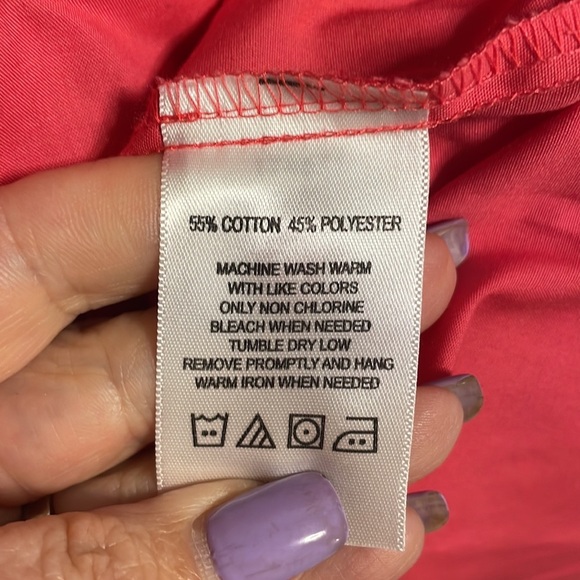 55% COTTON 45% POLYESTER
MACHINE WASH WARM
WITH LIKE COLORS
ONLY NON CHLORINE
BLEACH WHEN NEEDED
TUMBLE DRY LOW
REMOVE PROMPTLY AND HANG
WARM IRON WHEN NEEDED